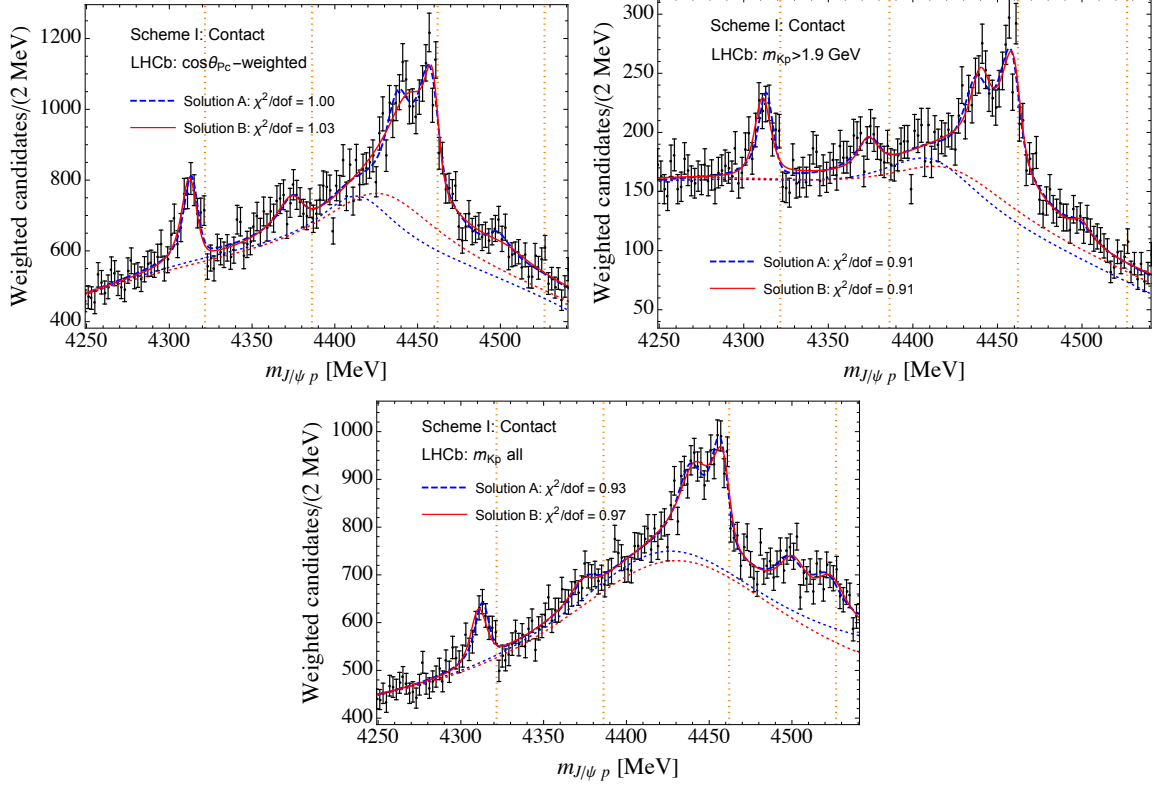 Scheme I: Contact
LHCb: cosθPc-weighted
Solution A: χ²/dof = 1.00
Solution B: χ²/dof = 1.03
Weighted candidates/(2 MeV)
1200
1000
800
600
400
4250 4300 4350 4400 4450 4500
mJ/ψ p [MeV]
Scheme I: Contact
LHCb: mKp>1.9 GeV
Solution A: χ²/dof = 0.91
Solution B: χ²/dof = 0.91
Weighted candidates/(2 MeV)
300
250
200
150
100
50
4250 4300 4350 4400 4450 4500
mJ/ψ p [MeV]
Scheme I: Contact
LHCb: mKp all
Solution A: χ²/dof = 0.93
Solution B: χ²/dof = 0.97
Weighted candidates/(2 MeV)
1000
900
800
700
600
500
400
4250 4300 4350 4400 4450 4500
mJ/ψ p [MeV]